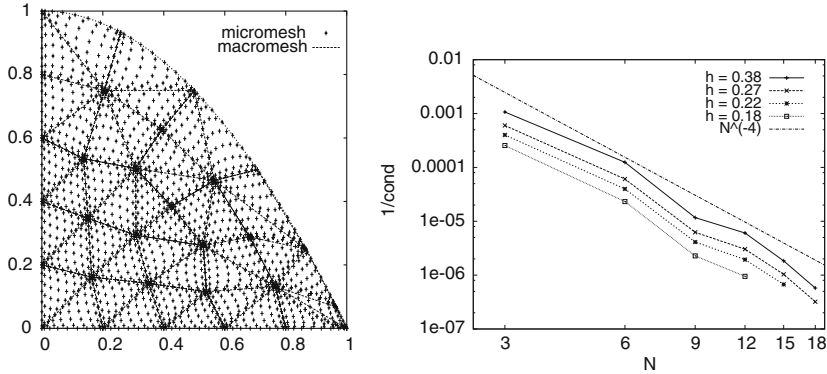 1
0.8
0.6
0.4
0.2
0
0 0.2 0.4 0.6 0.8 1
micromesh
macromesh
0.01
0.001
0.0001
1e-05
1e-06
1e-07
1/cond
3 6 9 12 15 18
N
h = 0.38
h = 0.27
h = 0.22
h = 0.18
N^(-4)